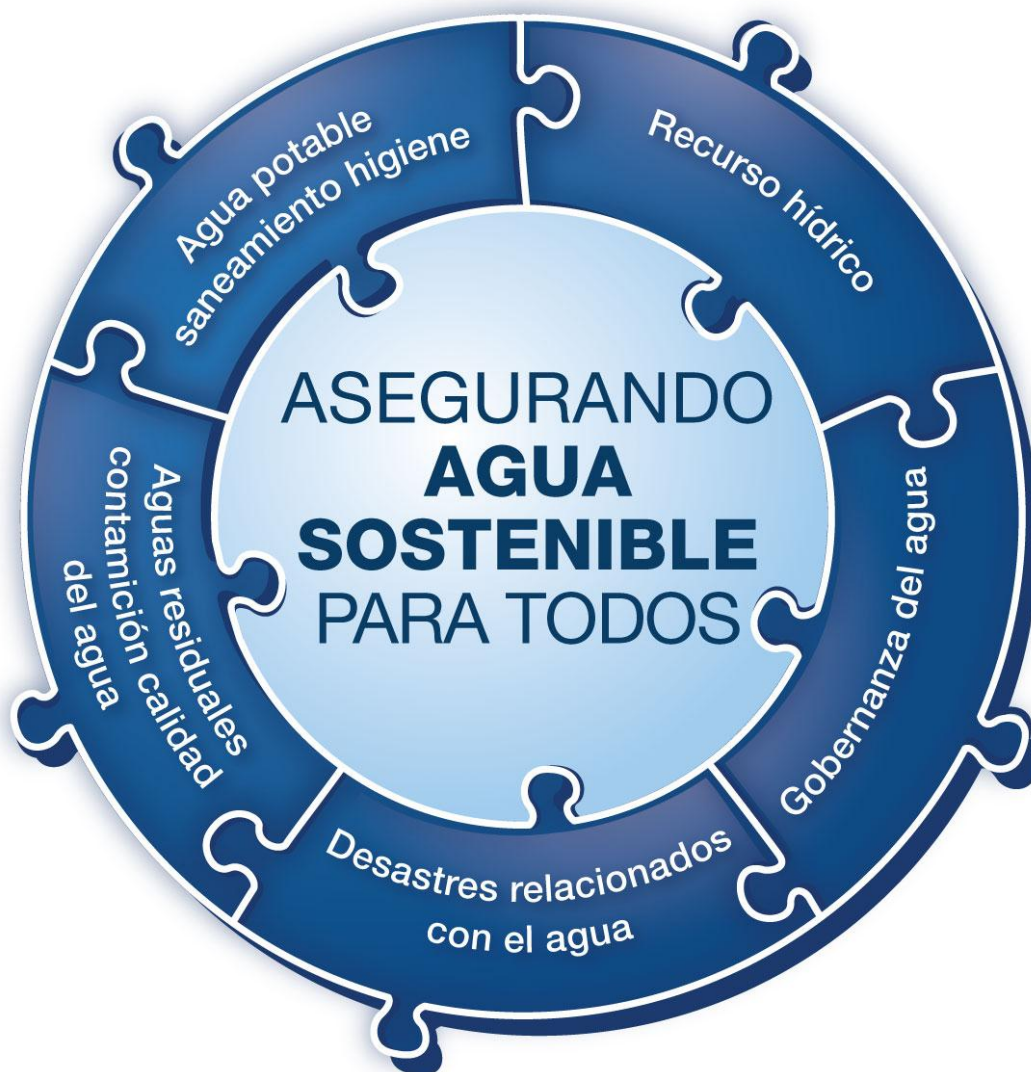 Agua potable
saneamiento higiene
Recurso hídrico
ASEGURANDO
AGUA
SOSTENIBLE
PARA TODOS
Gobernanza del agua
Aguas residuales
contamición calidad
del agua
Desastres relacionados
con el agua